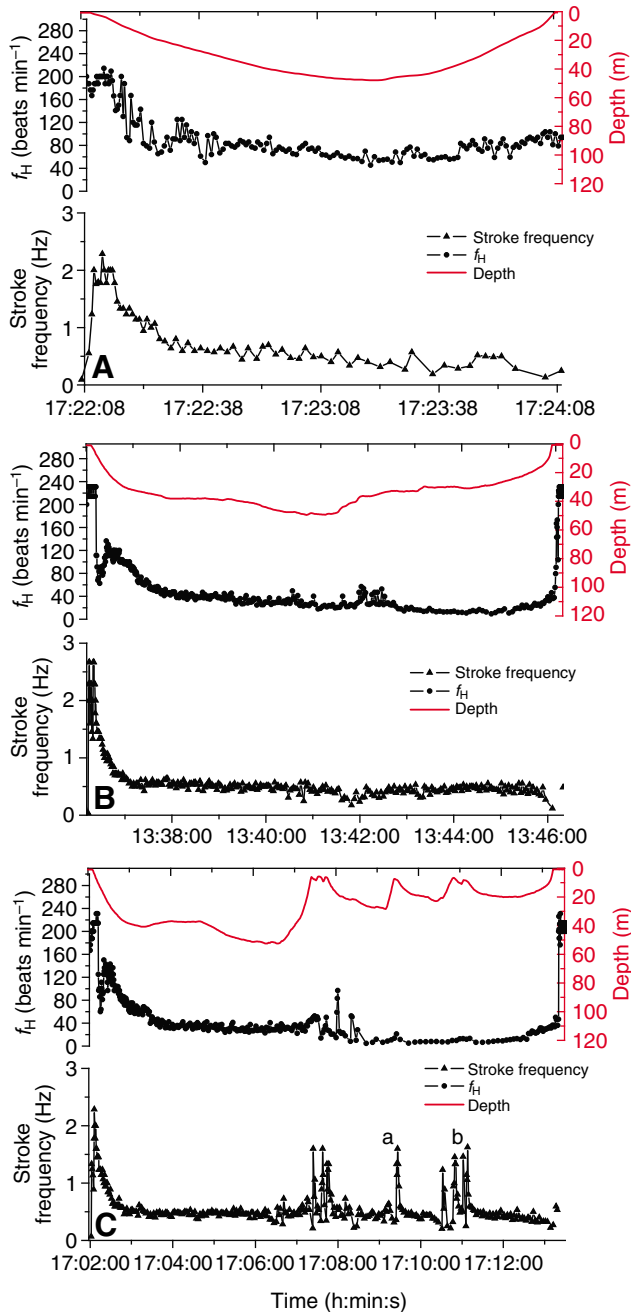 280
240
200
160
120
80
40
0
f_H (beats min⁻¹)
0
20
40
60
80
100
120
Depth (m)
3
2
1
0
Stroke
frequency (Hz)
Stroke frequency
f_H
Depth
A
17:22:08 17:22:38 17:23:08 17:23:38 17:24:08
280
240
200
160
120
80
40
0
f_H (beats min⁻¹)
0
20
40
60
80
100
120
Depth (m)
3
2
1
0
Stroke
frequency (Hz)
Stroke frequency
f_H
Depth
B
13:38:00 13:40:00 13:42:00 13:44:00 13:46:00
280
240
200
160
120
80
40
0
f_H (beats min⁻¹)
0
20
40
60
80
100
120
Depth (m)
3
2
1
0
Stroke
frequency (Hz)
Stroke frequency
f_H
Depth
a b
C
17:02:00 17:04:00 17:06:00 17:08:00 17:10:00 17:12:00
Time (h:min:s)